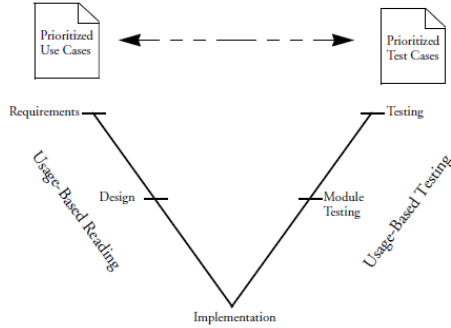 Prioritized
Use Cases
Prioritized
Test Cases
Requirements
Testing
Usage-Based Reading
Design
Module
Testing
Usage-Based Testing
Implementation